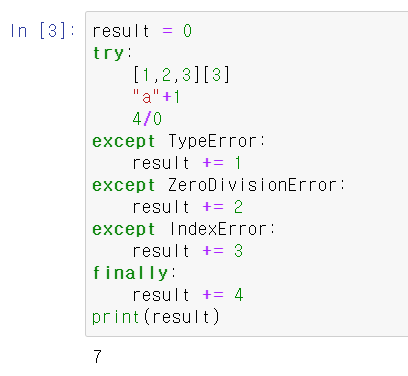 In [3]: result = 0
try:
    [1,2,3][3]
    "a"+1
    4/0
except TypeError:
    result += 1
except ZeroDivisionError:
    result += 2
except IndexError:
    result += 3
finally:
    result += 4
print(result)
7